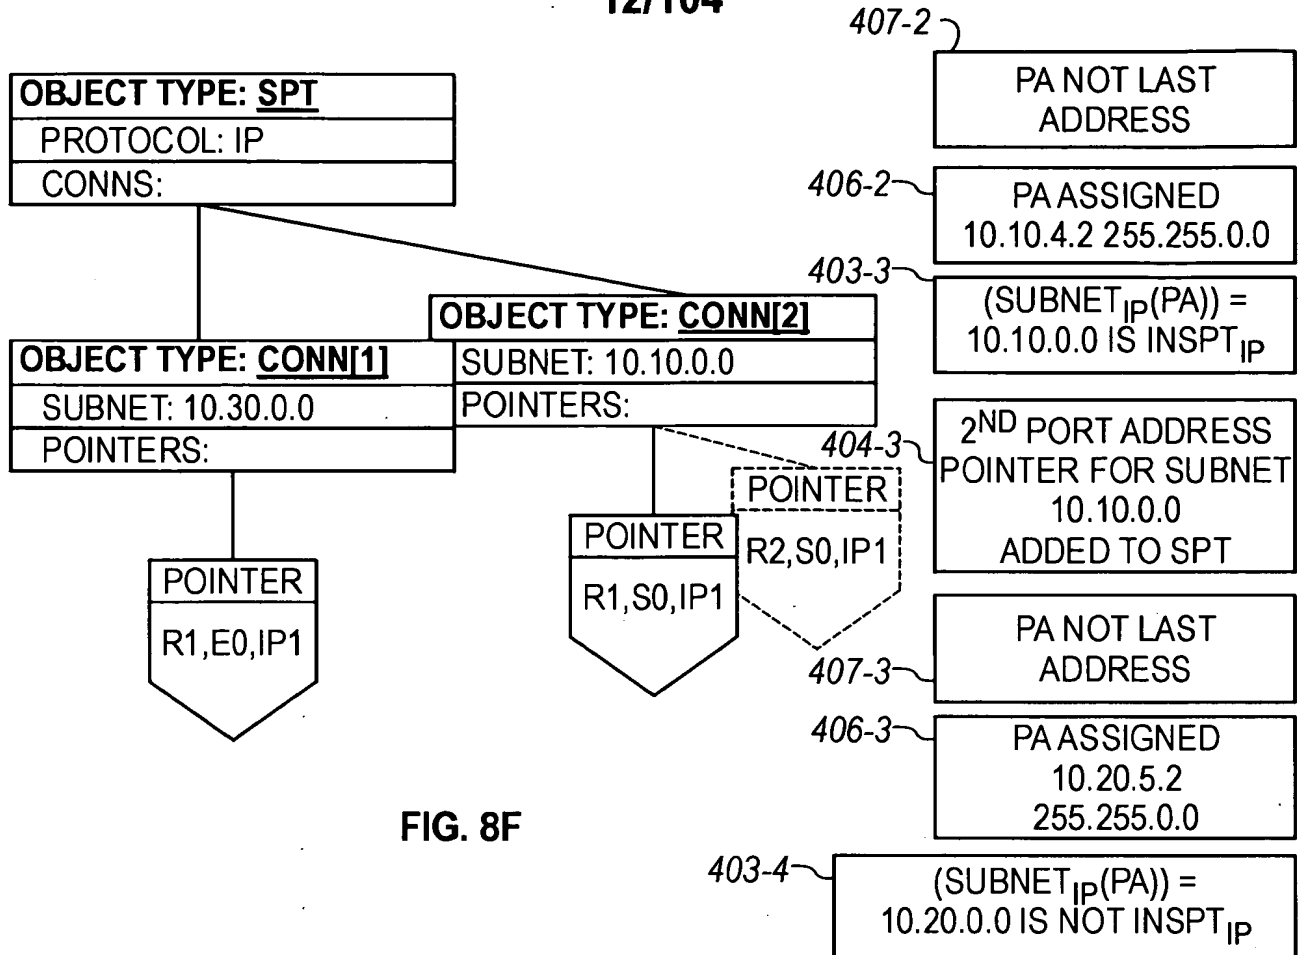 12/104
407-2
PA NOT LAST
ADDRESS
OBJECT TYPE: SPT
PROTOCOL: IP
CONNS:
406-2
PA ASSIGNED
10.10.4.2 255.255.0.0
403-3
(SUBNET_IP(PA)) =
10.10.0.0 IS INSPT_IP
OBJECT TYPE: CONN[2]
SUBNET: 10.10.0.0
POINTERS:
OBJECT TYPE: CONN[1]
SUBNET: 10.30.0.0
POINTERS:
404-3
2ND PORT ADDRESS
POINTER FOR SUBNET
10.10.0.0
ADDED TO SPT
POINTER
R2,S0,IP1
POINTER
R1,S0,IP1
POINTER
R1,E0,IP1
407-3
PA NOT LAST
ADDRESS
406-3
PA ASSIGNED
10.20.5.2
255.255.0.0
FIG. 8F
403-4
(SUBNET_IP(PA)) =
10.20.0.0 IS NOT INSPT_IP